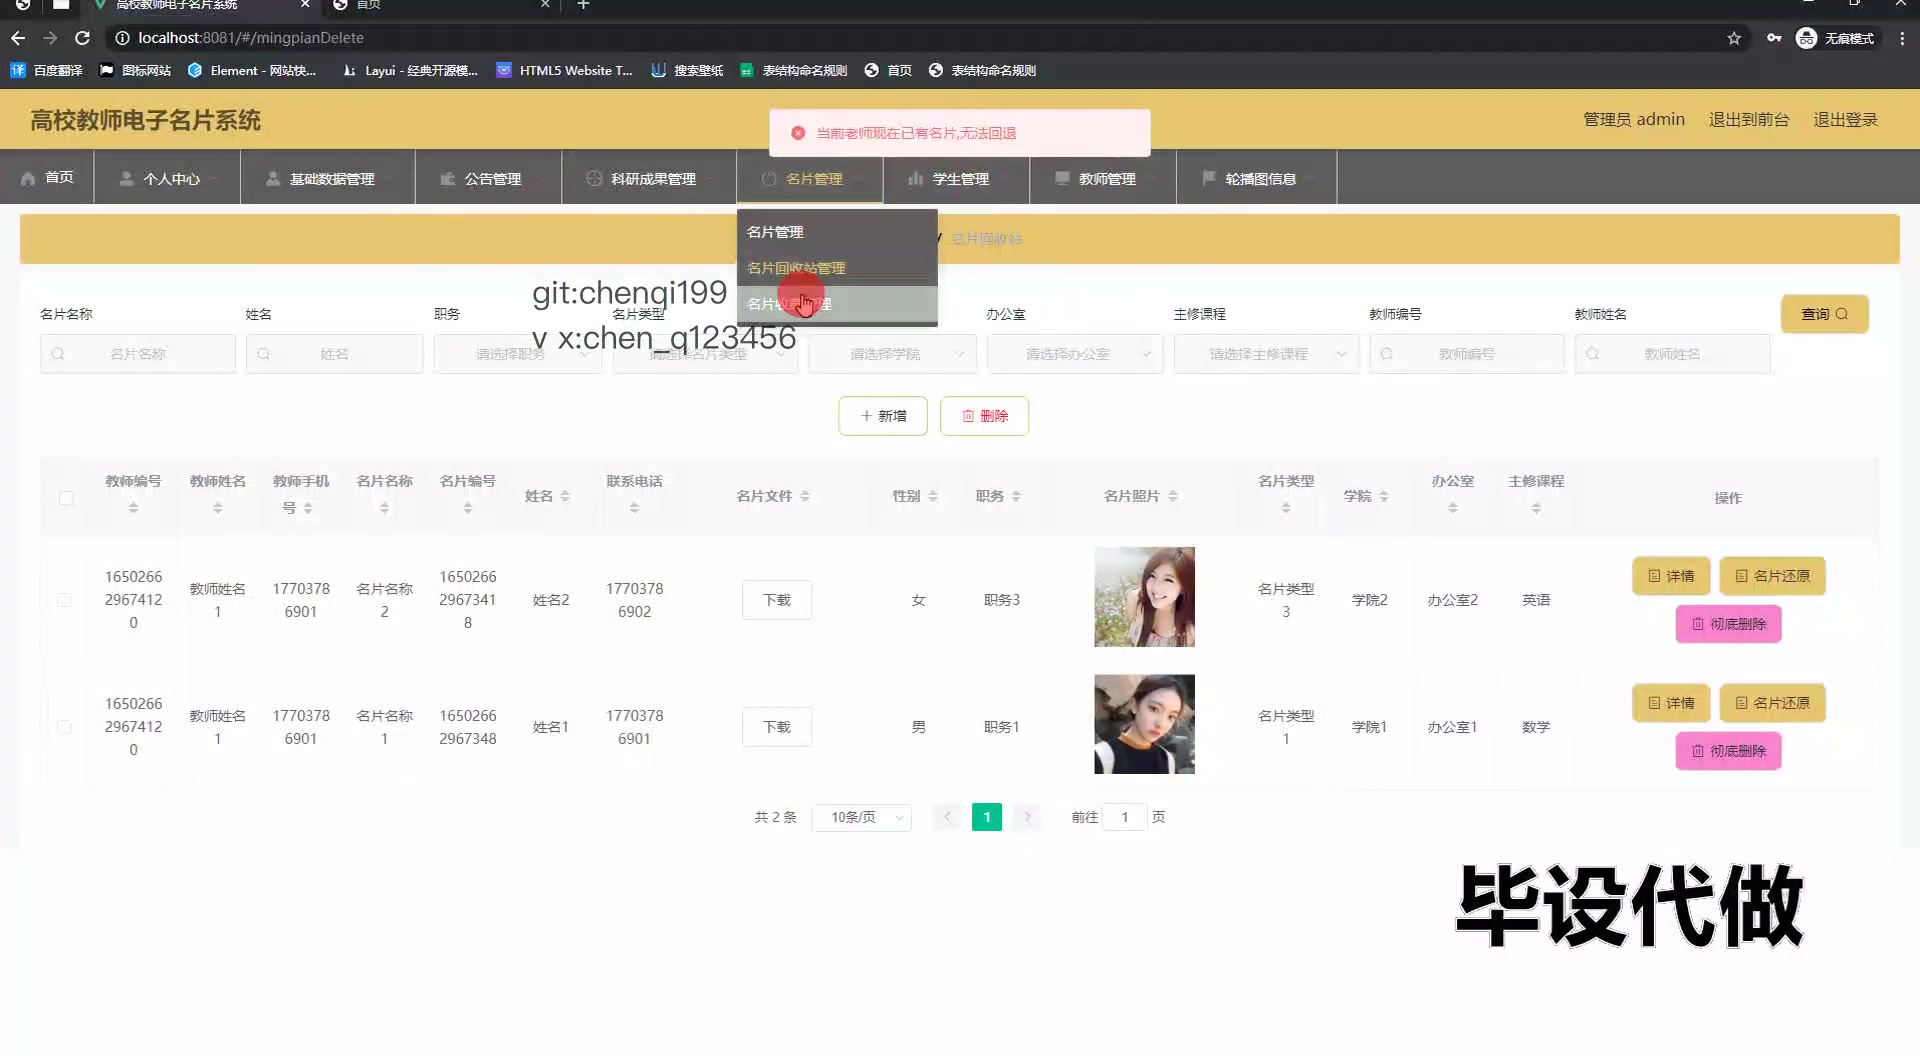 高校教师电子名片系统
首页
localhost:8081/#/mingpianDelete
无痕模式
百度翻译
图标网站
Element - 网站快...
Layui - 经典开源模...
HTML5 Website T...
搜索壁纸
表结构命名规则
首页
表结构命名规则
高校教师电子名片系统
当前老师现在已有名片,无法回退
管理员 admin
退出到前台
退出登录
首页
个人中心
基础数据管理
公告管理
科研成果管理
名片管理
学生管理
教师管理
轮播图信息
名片管理
名片回收站管理
/ 名片回收站
git:chenqi199
v x:chen_q123456
名片名称
姓名
职务
名片类型
办公室
主修课程
教师编号
教师姓名
查询
名片名称
姓名
请选择职务
请选择名片类型
请选择学院
请选择办公室
请选择主修课程
教师编号
教师姓名
新增
删除
教师编号
教师姓名
教师手机
号
名片名称
名片编号
姓名
联系电话
名片文件
性别
职务
名片照片
名片类型
学院
办公室
主修课程
操作
1650266
2967412
0
教师姓名
1
1770378
6901
名片名称
2
1650266
2967341
8
姓名2
1770378
6902
下载
女
职务3
名片类型
3
学院2
办公室2
英语
详情
名片还原
彻底删除
1650266
2967412
0
教师姓名
1
1770378
6901
名片名称
1
1650266
2967348
姓名1
1770378
6901
下载
男
职务1
名片类型
1
学院1
办公室1
数学
详情
名片还原
彻底删除
共 2 条
10条/页
1
前往 1 页
毕设代做